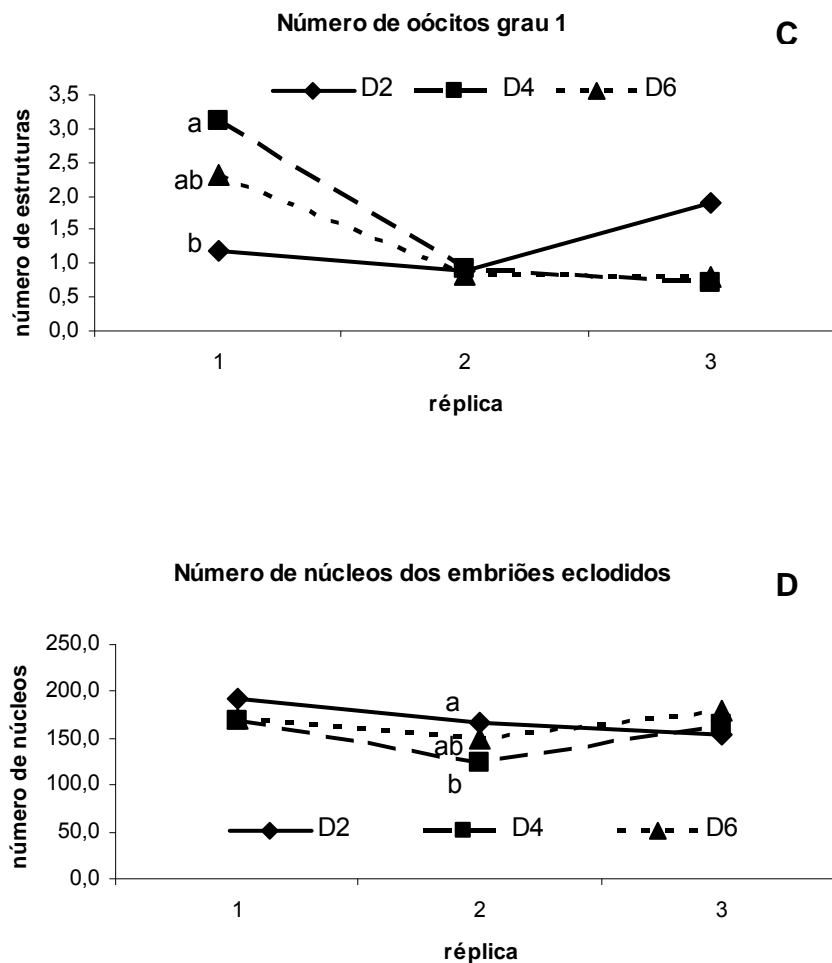 Número de oócitos grau 1
C
D2 D4 D6
número de estruturas
3,5
3,0
2,5
2,0
1,5
1,0
0,5
0,0
a
ab
b
1 2 3
réplica
Número de núcleos dos embriões eclodidos
D
número de núcleos
250,0
200,0
150,0
100,0
50,0
0,0
a
ab
b
D2 D4 D6
1 2 3
réplica